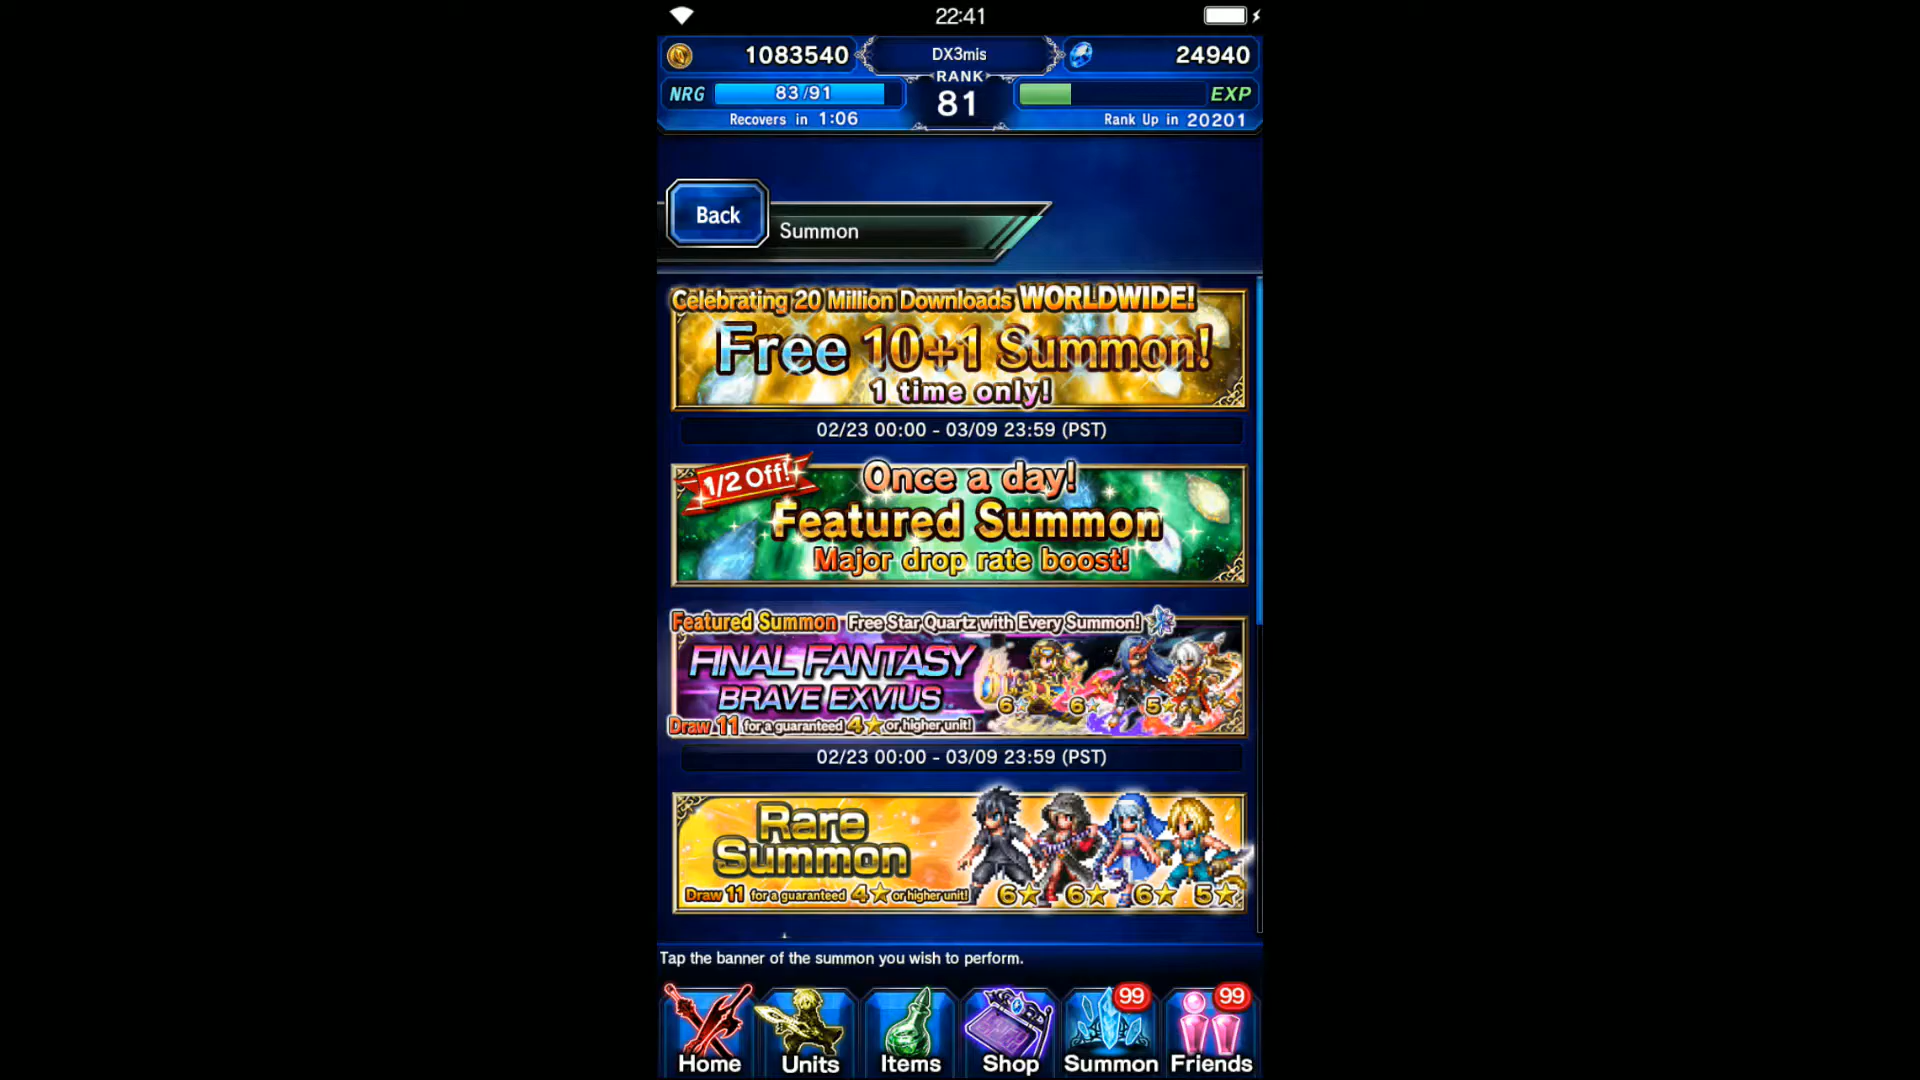 22:41
1083540
DX3mis
24940
RANK
NRG 83/91
81
EXP
Recovers in 1:06
Rank Up in 20201
Back
Summon
Celebrating 20 Million Downloads WORLDWIDE!
Free 10+1 Summon!
1 time only!
02/23 00:00 - 03/09 23:59 (PST)
1/2 Off!
Once a day!
Featured Summon
Major drop rate boost!
Featured Summon Free Star Quartz with Every Summon!
FINAL FANTASY
BRAVE EXVIUS
6★ 6★ 5★
Draw 11 for a guaranteed 4★ or higher unit!
02/23 00:00 - 03/09 23:59 (PST)
Rare
Summon
Draw 11 for a guaranteed 4★ or higher unit!
6★ 6★ 6★ 5★
Tap the banner of the summon you wish to perform.
99 99
Home Units Items Shop Summon Friends